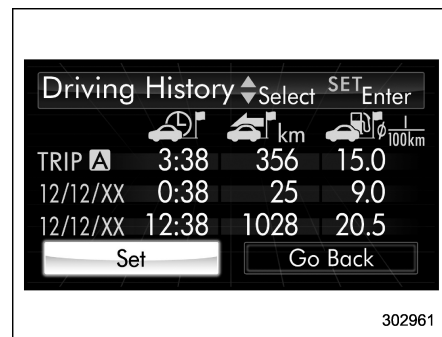 Driving History Select SET Enter
km ø l 100km
TRIP A 3:38 356 15.0
12/12/XX 0:38 25 9.0
12/12/XX 12:38 1028 20.5
Set Go Back
302961